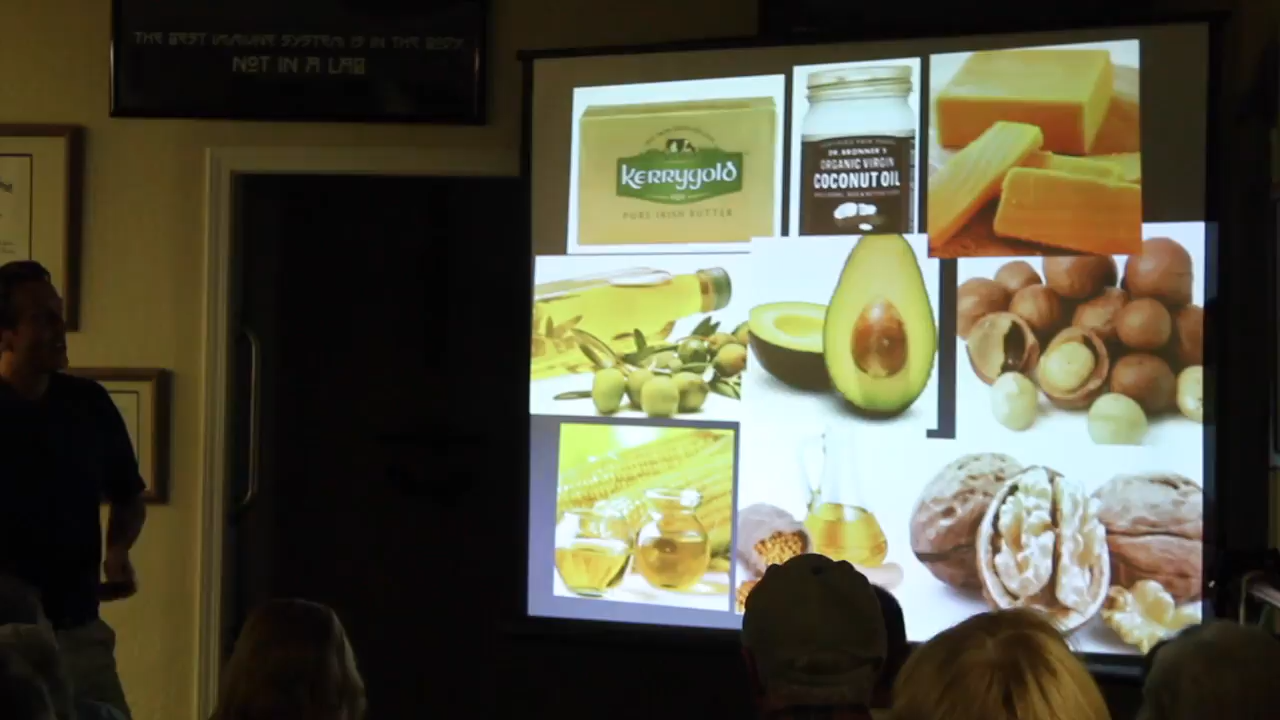 THE BEST IMMUNE SYSTEM IS IN THE BODY
NOT IN A LAB
Kerrygold
PURE IRISH BUTTER
DR. BRONNER'S
ORGANIC VIRGIN
COCONUT OIL